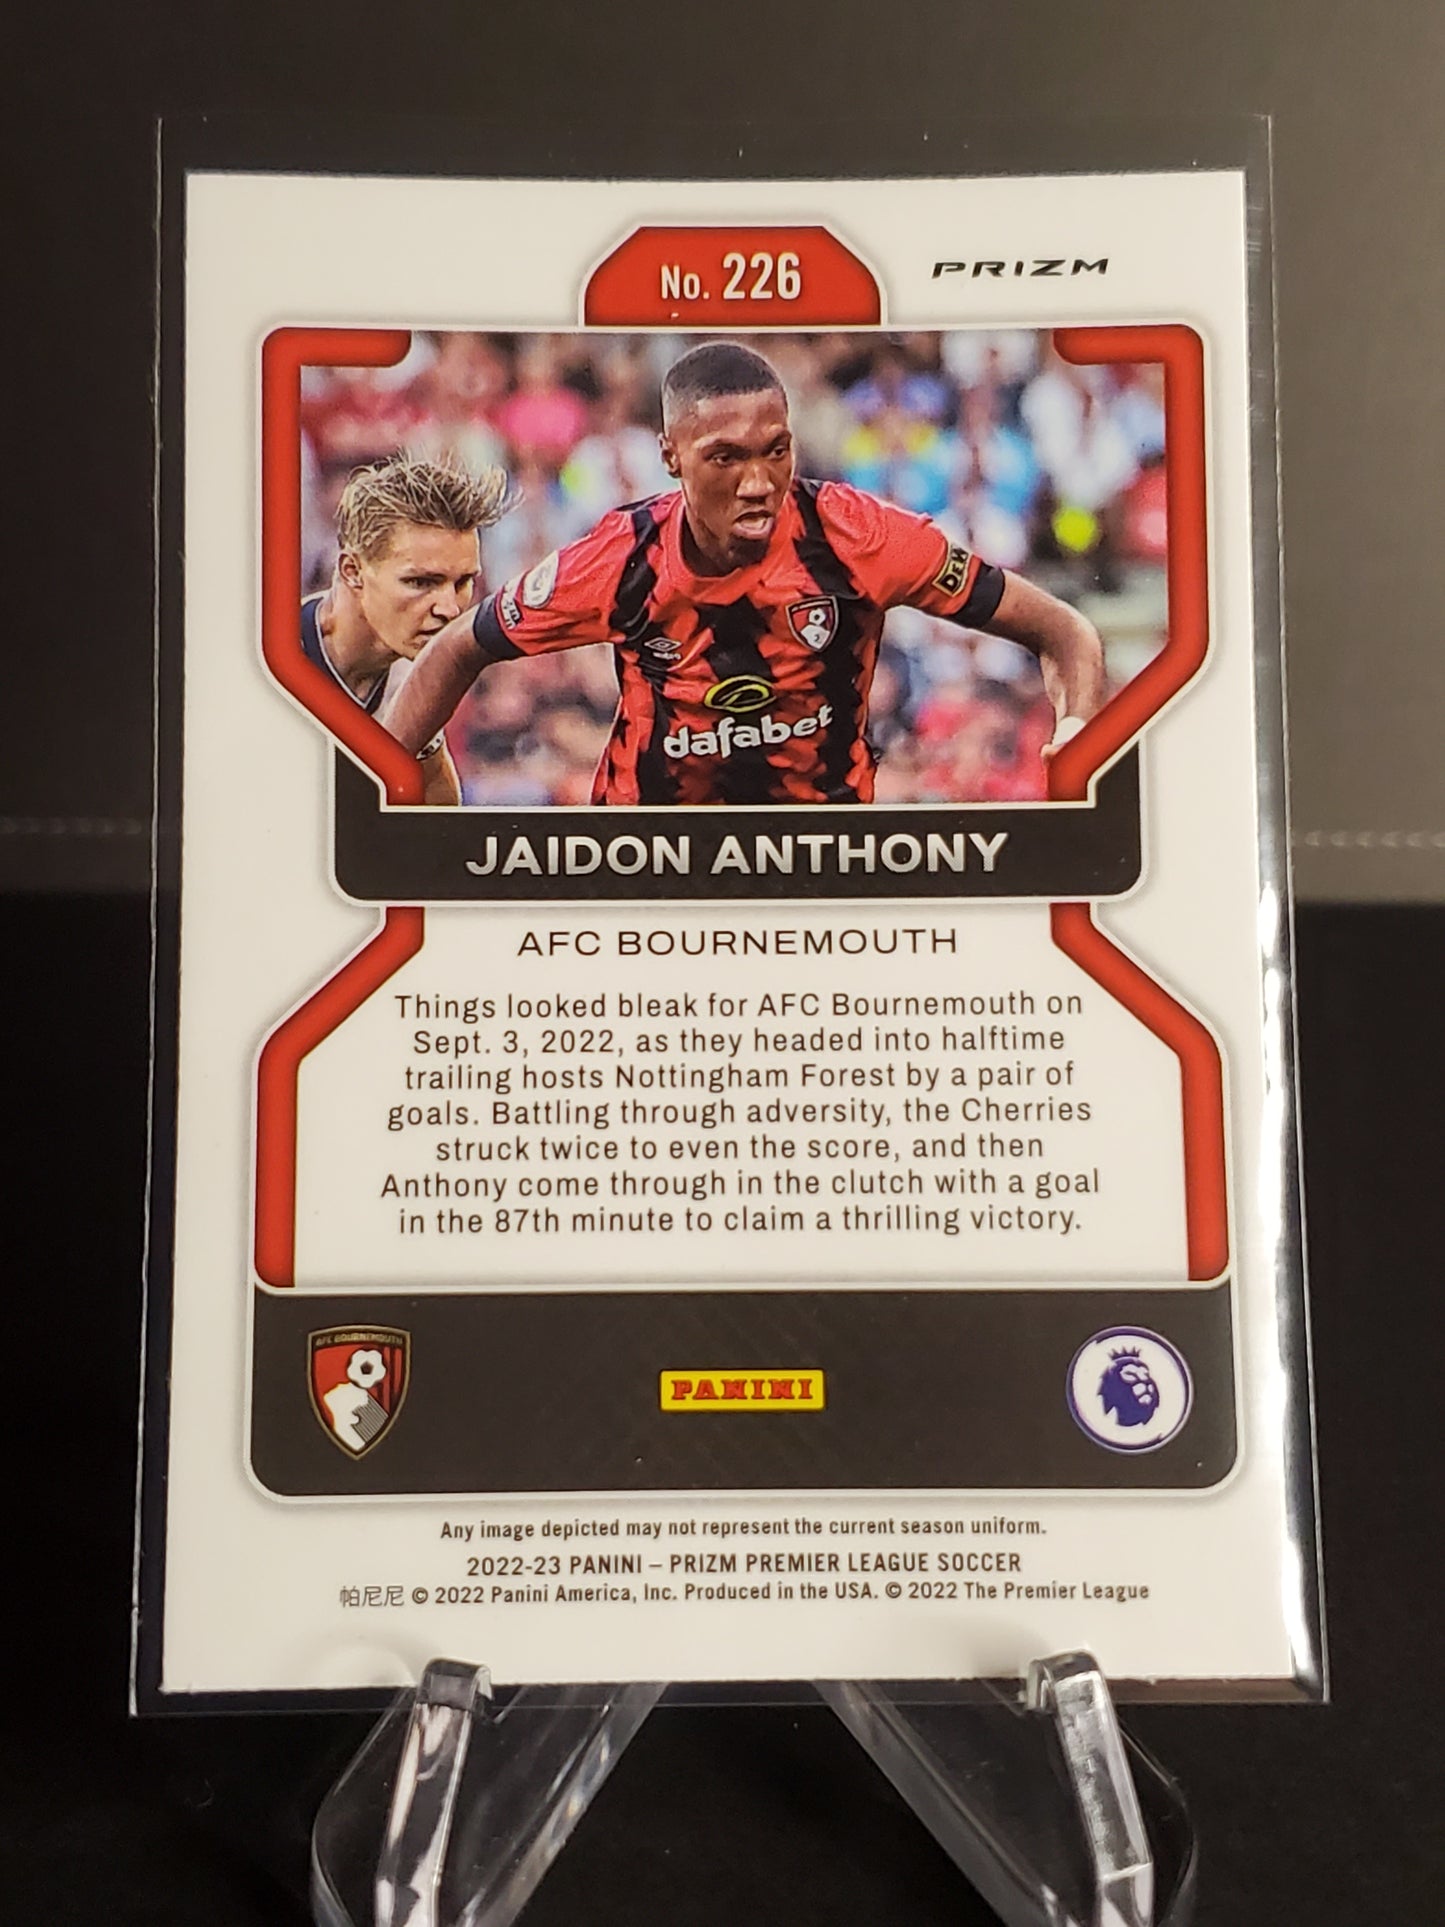 No. 226
PRIZM
DEW
umbro
dafabet
JAIDON ANTHONY
AFC BOURNEMOUTH
Things looked bleak for AFC Bournemouth on
Sept. 3, 2022, as they headed into halftime
trailing hosts Nottingham Forest by a pair of
goals. Battling through adversity, the Cherries
struck twice to even the score, and then
Anthony come through in the clutch with a goal
in the 87th minute to claim a thrilling victory.
AFC BOURNEMOUTH
PANINI
Any image depicted may not represent the current season uniform.
2022-23 PANINI – PRIZM PREMIER LEAGUE SOCCER
帕尼尼 © 2022 Panini America, Inc. Produced in the USA. © 2022 The Premier League